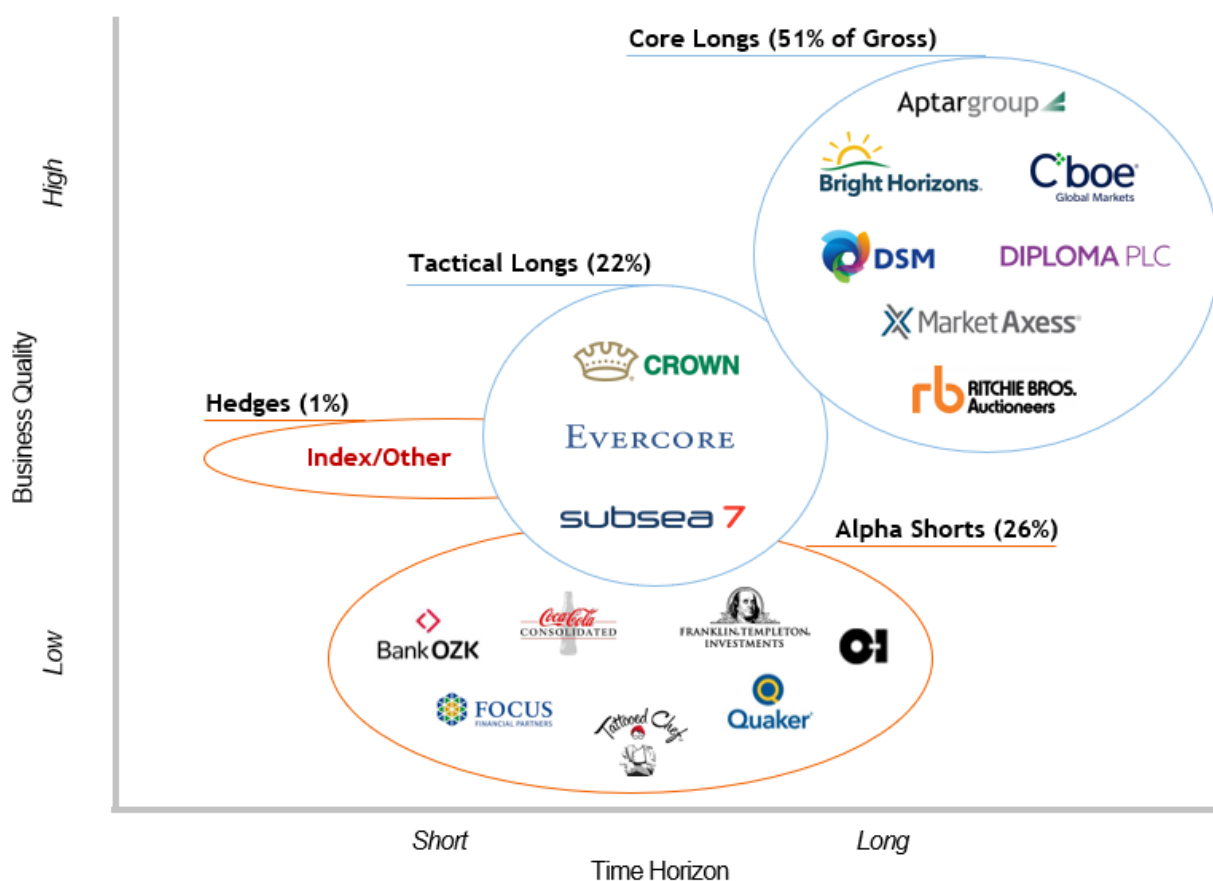 Core Longs (51% of Gross)
Aptargroup
Bright Horizons.
Cboe®
Global Markets
DSM
DIPLOMA PLC
MarketAxess®
rb RITCHIE BROS.
Auctioneers
Tactical Longs (22%)
CROWN
EVERCORE
subsea 7
Hedges (1%)
Index/Other
Alpha Shorts (26%)
Bank OZK
Coca-Cola
CONSOLIDATED
FRANKLIN TEMPLETON
INVESTMENTS
O-I
FOCUS
FINANCIAL PARTNERS
Tattooed Chef
Quaker®
High
Business Quality
Low
Short
Long
Time Horizon